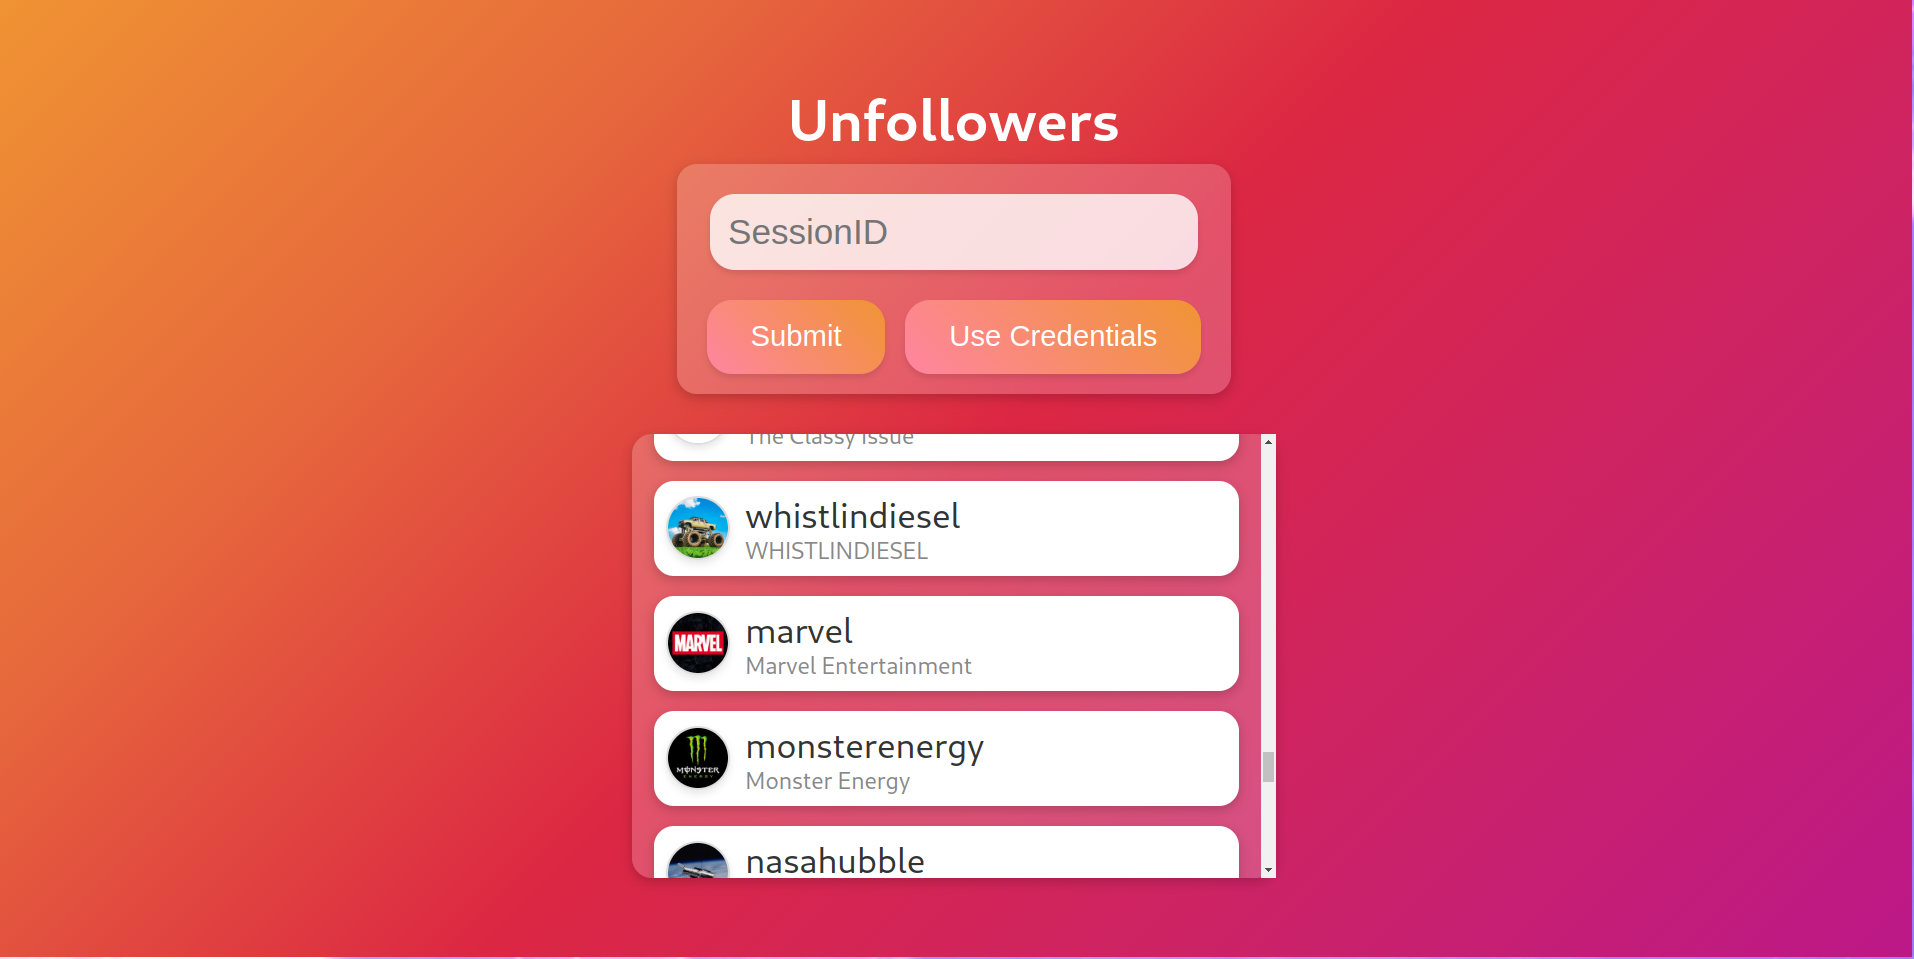 Unfollowers
SessionID
Submit
Use Credentials
The Classy Issue
whistlindiesel
WHISTLINDIESEL
MARVEL
marvel
Marvel Entertainment
MONSTER
ENERGY
monsterenergy
Monster Energy
nasahubble